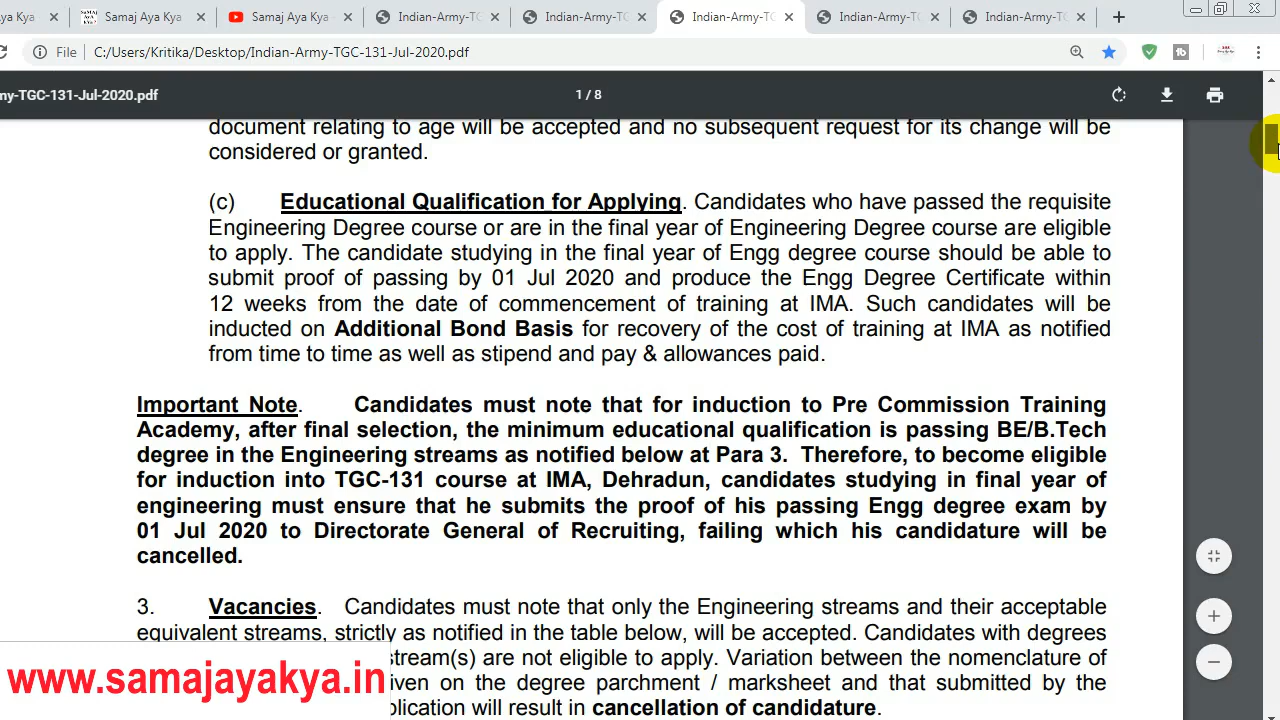 ya Kya
Samaj Aya Kya
Samaj Aya Kya
Indian-Army-TG
Indian-Army-TG
Indian-Army-TG
Indian-Army-TG
Indian-Army-TG
File
C:/Users/Kritika/Desktop/Indian-Army-TGC-131-Jul-2020.pdf
my-TGC-131-Jul-2020.pdf
1 / 8
document relating to age will be accepted and no subsequent request for its change will be
considered or granted.
(c) Educational Qualification for Applying. Candidates who have passed the requisite
Engineering Degree course or are in the final year of Engineering Degree course are eligible
to apply. The candidate studying in the final year of Engg degree course should be able to
submit proof of passing by 01 Jul 2020 and produce the Engg Degree Certificate within
12 weeks from the date of commencement of training at IMA. Such candidates will be
inducted on Additional Bond Basis for recovery of the cost of training at IMA as notified
from time to time as well as stipend and pay & allowances paid.
Important Note. Candidates must note that for induction to Pre Commission Training
Academy, after final selection, the minimum educational qualification is passing BE/B.Tech
degree in the Engineering streams as notified below at Para 3. Therefore, to become eligible
for induction into TGC-131 course at IMA, Dehradun, candidates studying in final year of
engineering must ensure that he submits the proof of his passing Engg degree exam by
01 Jul 2020 to Directorate General of Recruiting, failing which his candidature will be
cancelled.
3. Vacancies. Candidates must note that only the Engineering streams and their acceptable
equivalent streams, strictly as notified in the table below, will be accepted. Candidates with degrees
stream(s) are not eligible to apply. Variation between the nomenclature of
iven on the degree parchment / marksheet and that submitted by the
plication will result in cancellation of candidature.
www.samajayakya.in